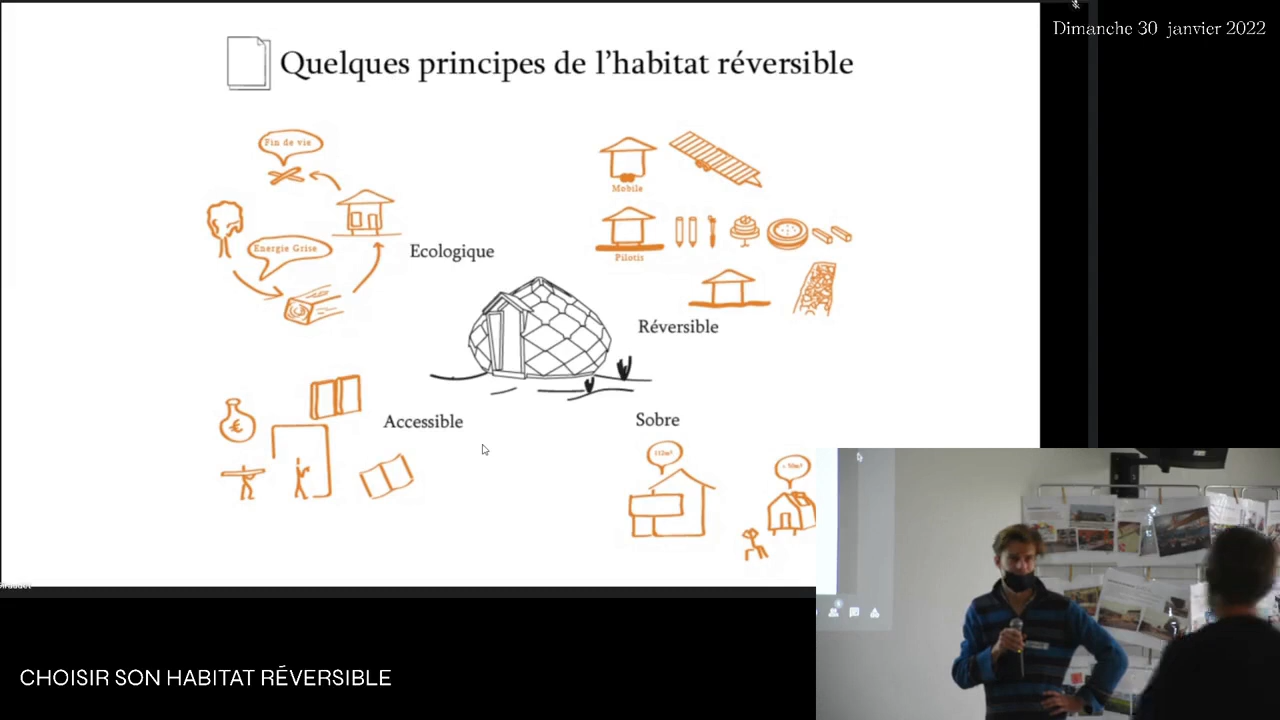 Dimanche 30 janvier 2022
Quelques principes de l'habitat réversible
Fin de vie
Energie Grise
Ecologique
Mobile
Pilotis
Réversible
Accessible
€
Sobre
CHOISIR SON HABITAT RÉVERSIBLE